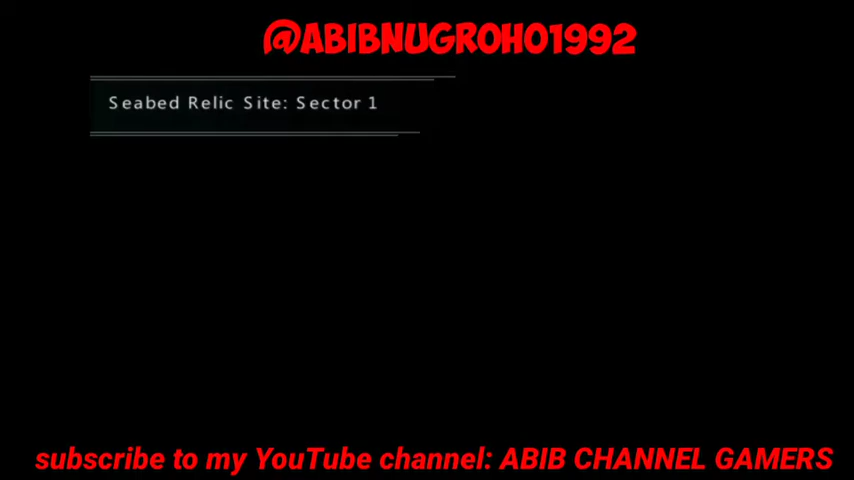 @ABIBNUGROHO1992
Seabed Relic Site: Sector 1
subscribe to my YouTube channel: ABIB CHANNEL GAMERS